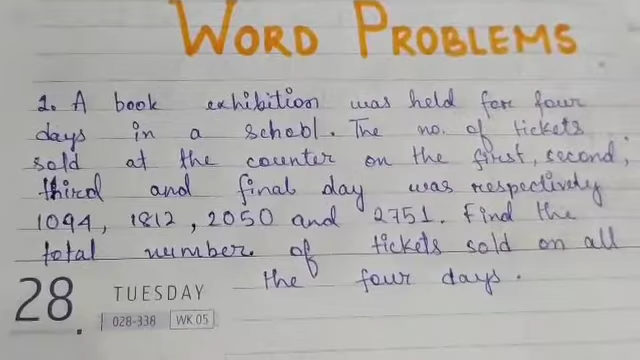 WORD PROBLEMS
2. A book exhibition was held for four
days in a school. The no. of tickets
sold at the counter on the first, second,
third and final day was respectively
1094, 1812, 2050 and 2751. Find the
total number of tickets sold on all
the four days.
28 TUESDAY
028-338 WK 05